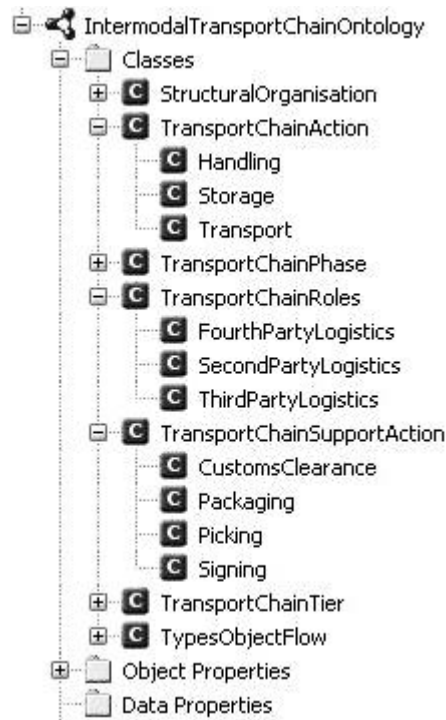 IntermodalTransportChainOntology
Classes
C StructuralOrganisation
C TransportChainAction
C Handling
C Storage
C Transport
C TransportChainPhase
C TransportChainRoles
C FourthPartyLogistics
C SecondPartyLogistics
C ThirdPartyLogistics
C TransportChainSupportAction
C CustomsClearance
C Packaging
C Picking
C Signing
C TransportChainTier
C TypesObjectFlow
Object Properties
Data Properties